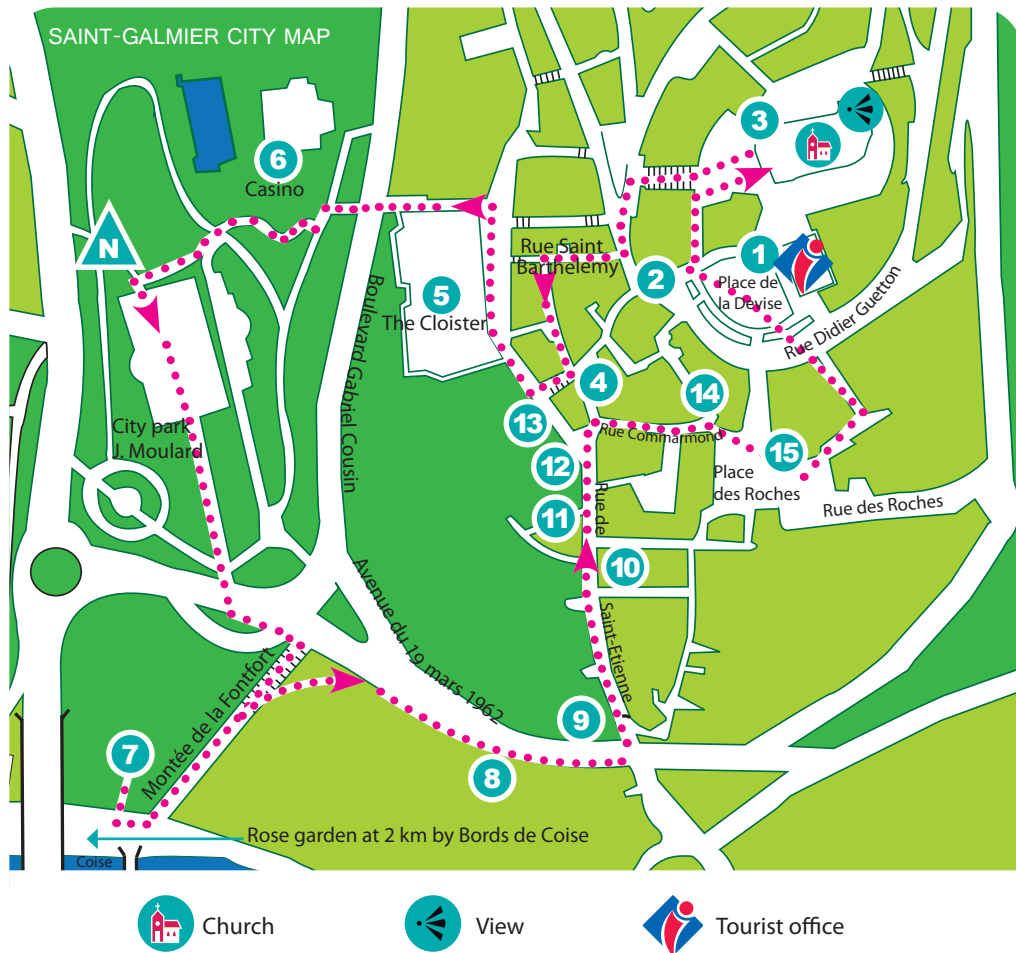 SAINT-GALMIER CITY MAP
3
6
Casino
N
1
Rue Saint
Barthelemy
2
Place de
la Devise
5
The Cloister
Rue Didier Guetton
Boulevard Gabriel Cousin
4
14
13
City park
J. Moulard
Rue Commarmond
12
15
Place
des Roches
Rue des Roches
11
Rue de
10
Saint-Etienne
Avenue du 19 mars 1962
Montée de la Fontfort
9
7
8
Rose garden at 2 km by Bords de Coise
Coise
Church
View
Tourist office